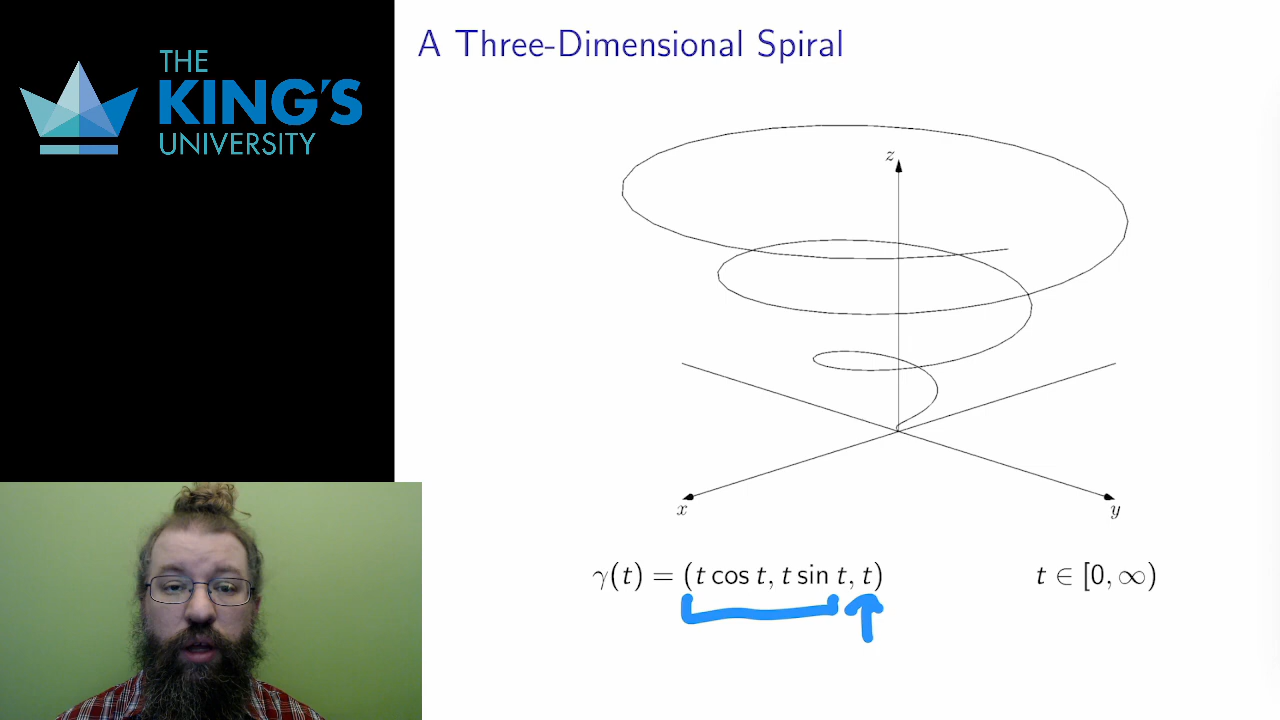 THE
KING'S
UNIVERSITY
A Three-Dimensional Spiral
z
x
y
γ(t) = (t cos t, t sin t, t)
t ∈ [0, ∞)